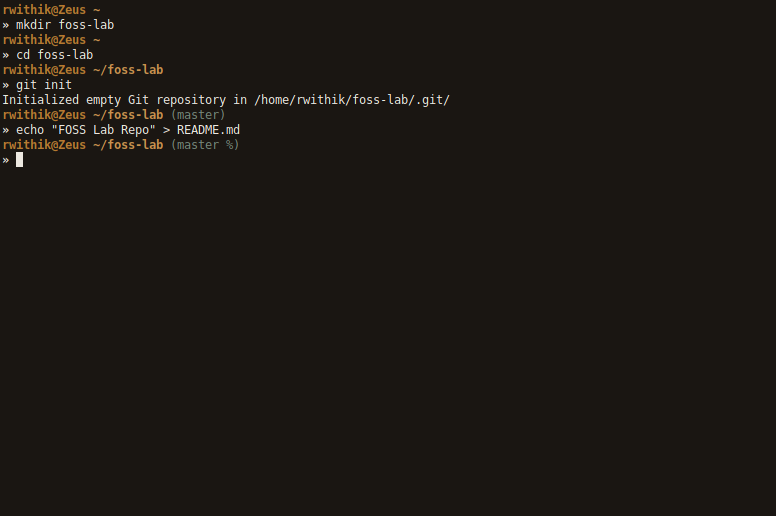 rwithik@Zeus ~
» mkdir foss-lab
rwithik@Zeus ~
» cd foss-lab
rwithik@Zeus ~/foss-lab
» git init
Initialized empty Git repository in /home/rwithik/foss-lab/.git/
rwithik@Zeus ~/foss-lab (master)
» echo "FOSS Lab Repo" > README.md
rwithik@Zeus ~/foss-lab (master %)
»